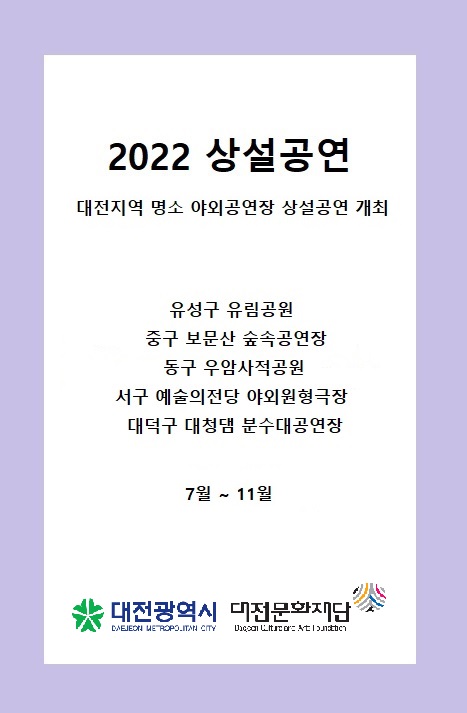 2022 상설공연
대전지역 명소 야외공연장 상설공연 개최
유성구 유림공원
중구 보문산 숲속공연장
동구 우암사적공원
서구 예술의전당 야외원형극장
대덕구 대청댐 분수대공연장
7월 ~ 11월
대전광역시
DAEJEON METROPOLITAN CITY
대전문화재단
Daejeon Culture and Arts Foundation